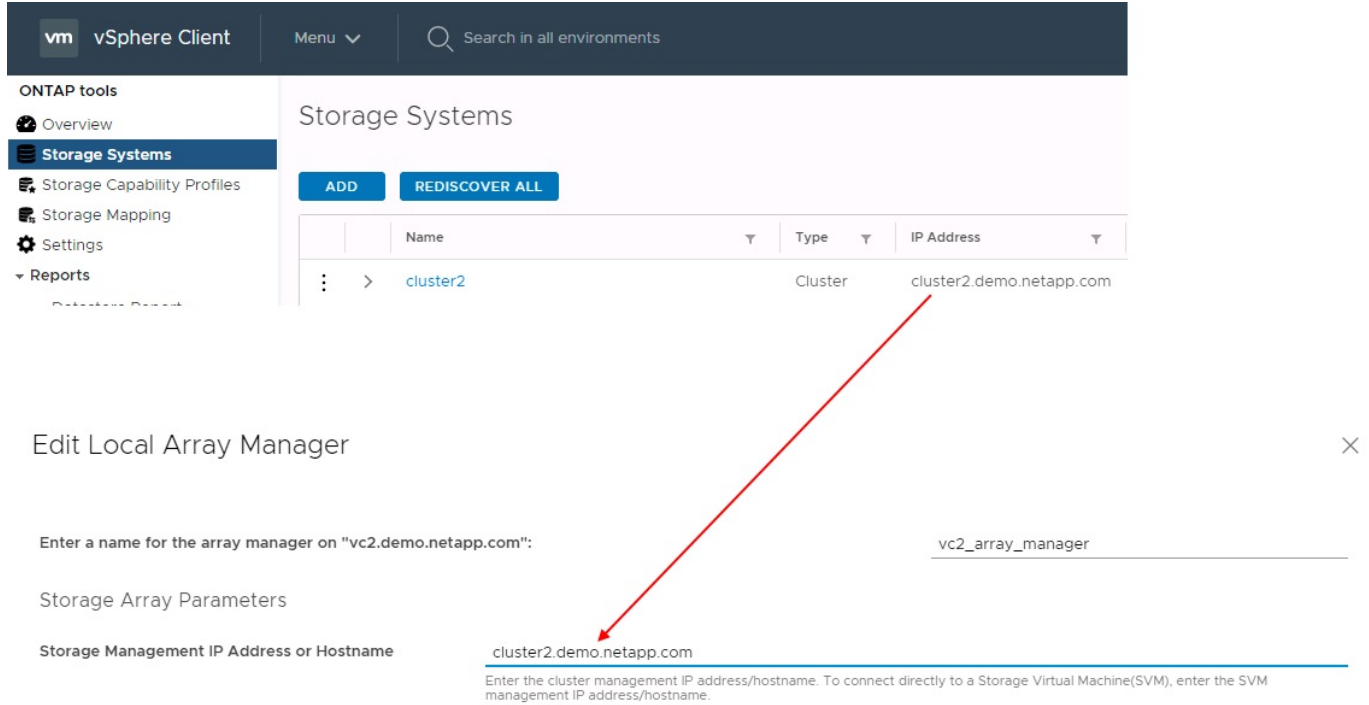 vm vSphere Client Menu Search in all environments
ONTAP tools
Overview
Storage Systems
Storage Capability Profiles
Storage Mapping
Settings
Reports
Storage Systems
ADD REDISCOVER ALL
Name Type IP Address
cluster2 Cluster cluster2.demo.netapp.com
Edit Local Array Manager
Enter a name for the array manager on "vc2.demo.netapp.com": vc2_array_manager
Storage Array Parameters
Storage Management IP Address or Hostname cluster2.demo.netapp.com
Enter the cluster management IP address/hostname. To connect directly to a Storage Virtual Machine(SVM), enter the SVM
management IP address/hostname.